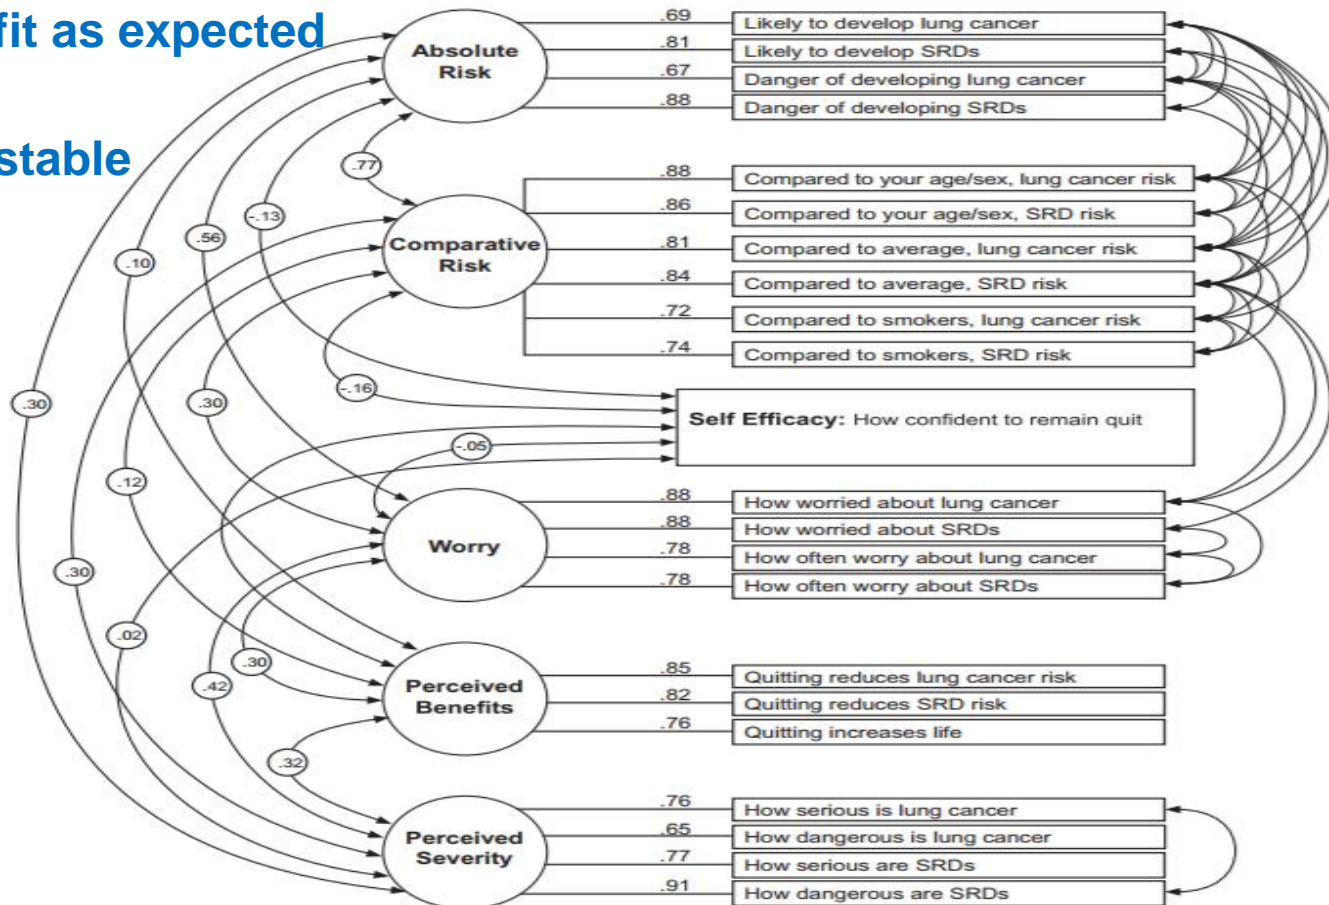 fit as expected
stable
Absolute
Risk
.69
Likely to develop lung cancer
.81
Likely to develop SRDs
.67
Danger of developing lung cancer
.88
Danger of developing SRDs
.77
-.13
.56
.10
Comparative
Risk
.88
Compared to your age/sex, lung cancer risk
.86
Compared to your age/sex, SRD risk
.81
Compared to average, lung cancer risk
.84
Compared to average, SRD risk
.72
Compared to smokers, lung cancer risk
.74
Compared to smokers, SRD risk
.30
.30
-.16
Self Efficacy: How confident to remain quit
-.05
.12
Worry
.88
How worried about lung cancer
.88
How worried about SRDs
.78
How often worry about lung cancer
.78
How often worry about SRDs
.30
.02
.30
.42
Perceived
Benefits
.85
Quitting reduces lung cancer risk
.82
Quitting reduces SRD risk
.76
Quitting increases life
.32
Perceived
Severity
.76
How serious is lung cancer
.65
How dangerous is lung cancer
.77
How serious are SRDs
.91
How dangerous are SRDs